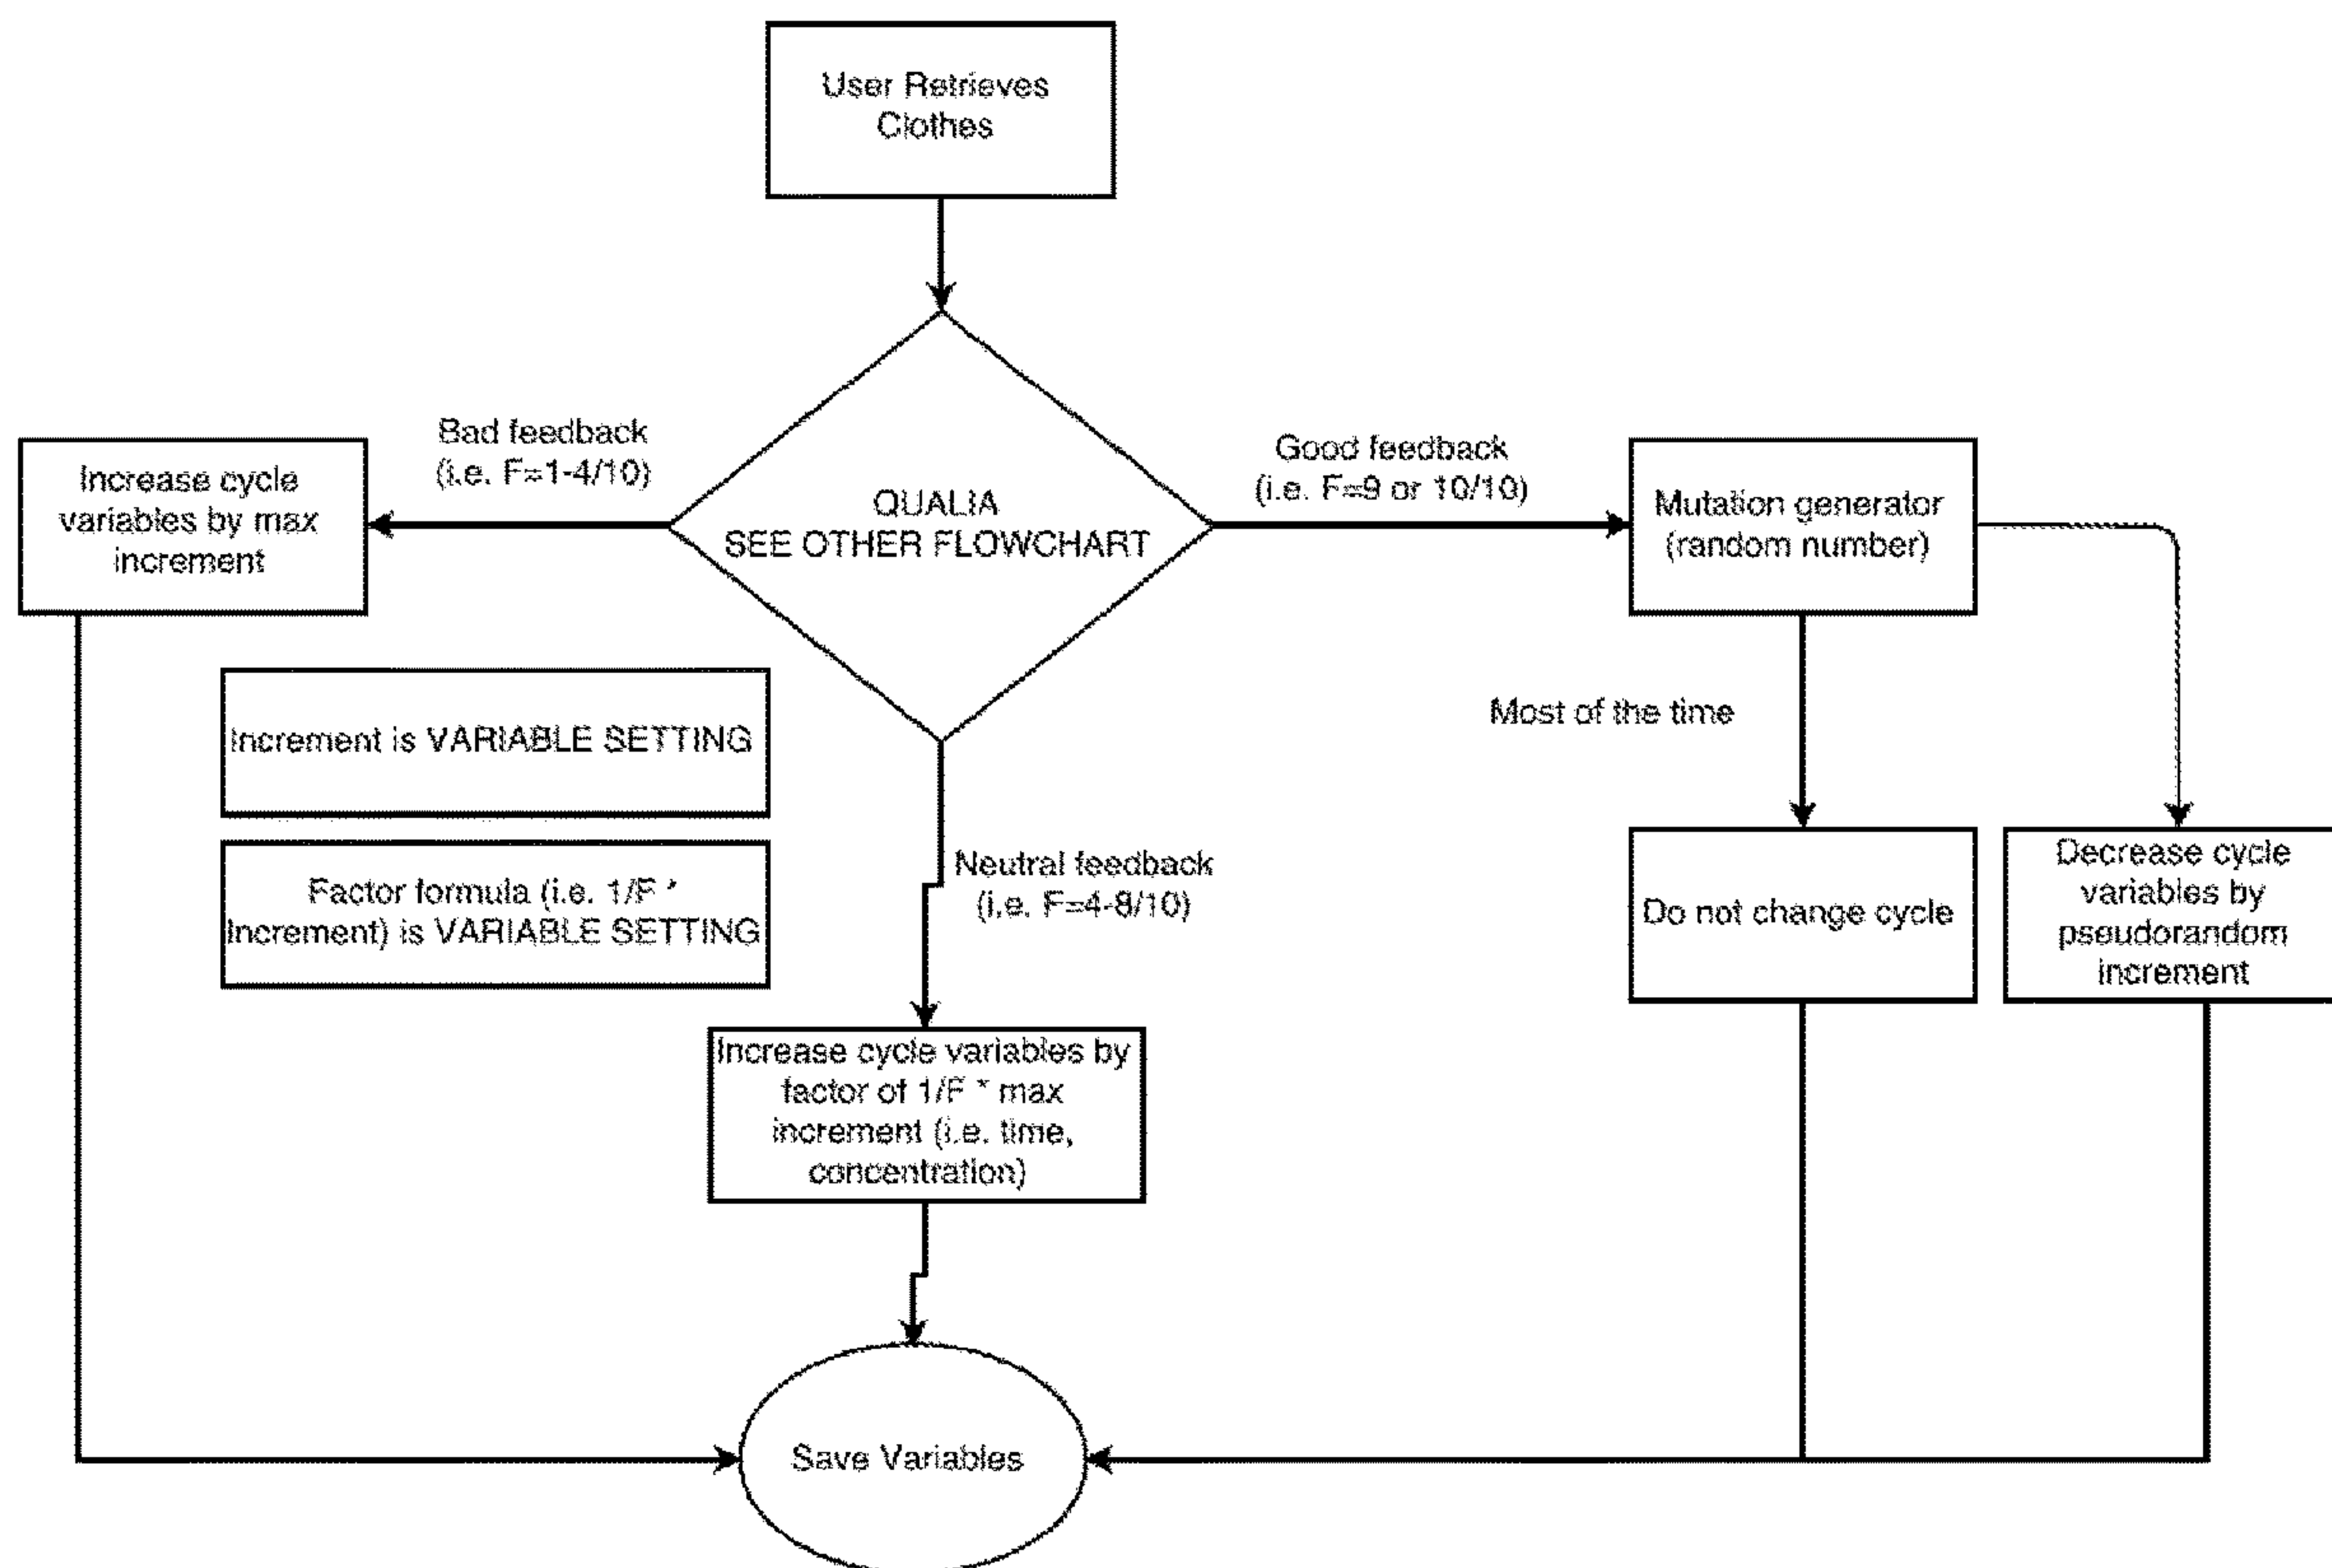 User Retrieves
Clothes
Bad feedback
(i.e. F=1-4/10)
Good feedback
(i.e. F=9 or 10/10)
Increase cycle
variables by max
increment
QUALIA
SEE OTHER FLOWCHART
Mutation generator
(random number)
Increment is VARIABLE SETTING
Most of the time
Factor formula (i.e. 1/F *
Increment) is VARIABLE SETTING
Neutral feedback
(i.e. F=4-8/10)
Do not change cycle
Decrease cycle
variables by
pseudorandom
increment
Increase cycle variables by
factor of 1/F * max
increment (i.e. time,
concentration)
Save Variables